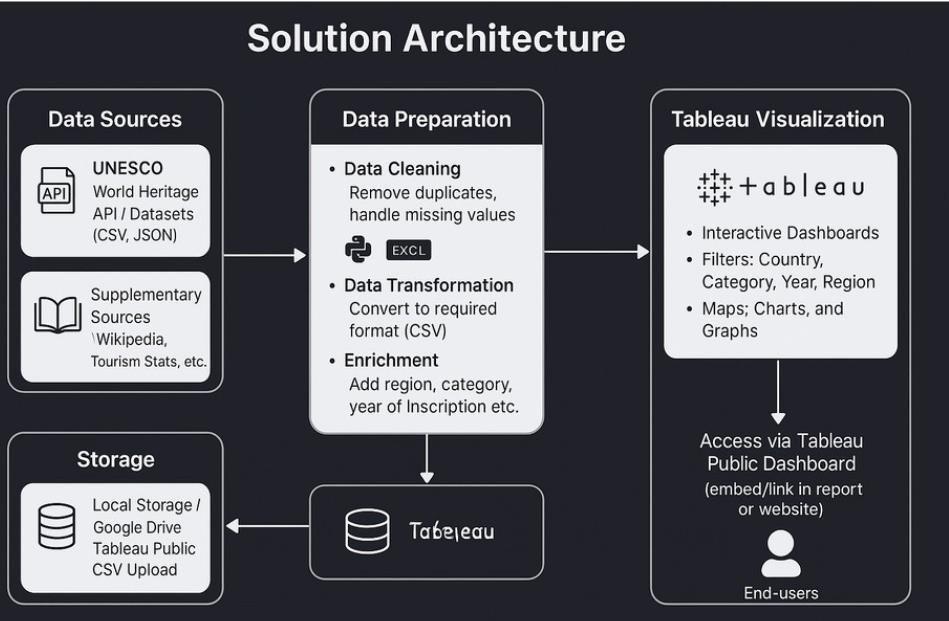 Solution Architecture
Data Sources
API
UNESCO
World Heritage
API / Datasets
(CSV, JSON)
Supplementary
Sources
\Wikipedia,
Tourism Stats, etc.
Storage
Local Storage /
Google Drive
Tableau Public
CSV Upload
Data Preparation
• Data Cleaning
Remove duplicates,
handle missing values
EXCL
• Data Transformation
Convert to required
format (CSV)
• Enrichment
Add region, category,
year of Inscription etc.
Tableau Visualization
+ableau
• Interactive Dashboards
• Filters: Country,
Category, Year, Region
• Maps; Charts, and
Graphs
Access via Tableau
Public Dashboard
(embed/link in report
or website)
End-users